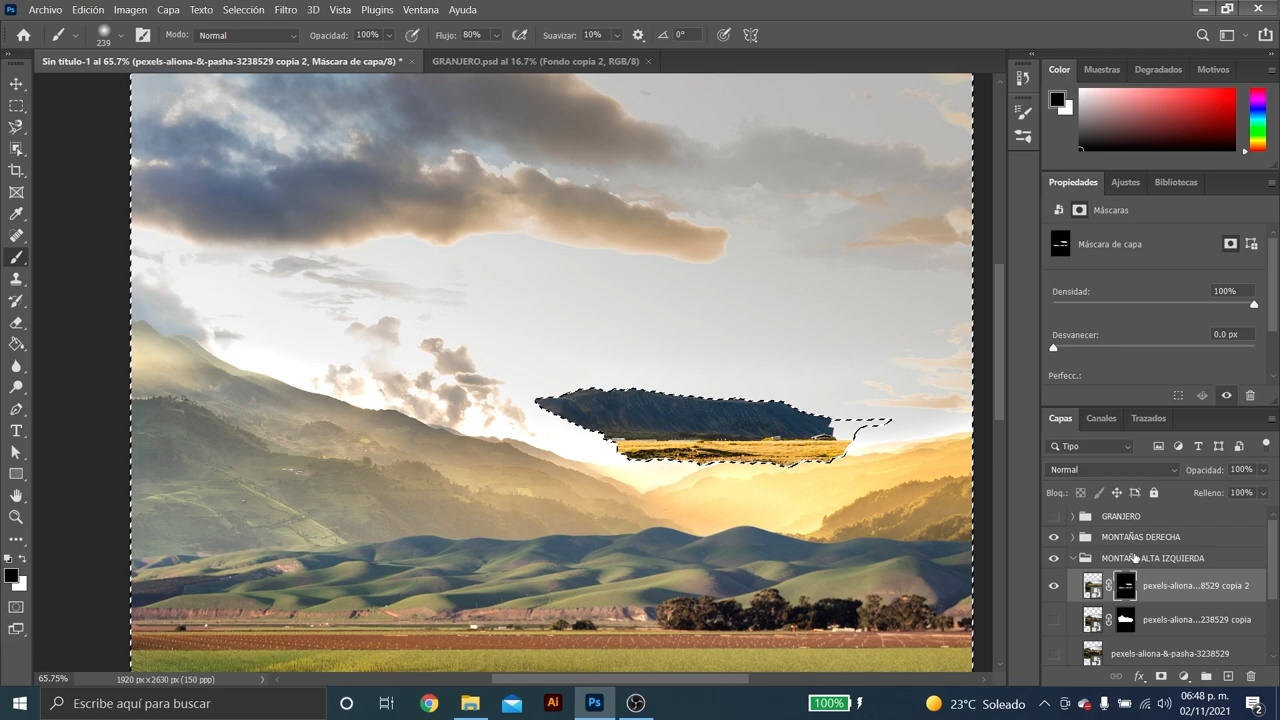 Ps Archivo Edición Imagen Capa Texto Selección Filtro 3D Vista Plugins Ventana Ayuda
239 Modo: Normal Opacidad: 100% Flujo: 80% Suavizar: 10% 0°
Sin título-1 al 65.7% (pexels-aliona-&-pasha-3238529 copia 2, Máscara de capa/8) * GRANJERO.psd al 16.7% (Fondo copia 2, RGB/8)
Color Muestras Degradados Motivos
Propiedades Ajustes Bibliotecas
Máscaras
Máscara de capa
Densidad: 100%
Desvanecer: 0.0 px
Perfecc.:
Capas Canales Trazados
Tipo
Normal Opacidad: 100%
Bloq.: Relleno: 100%
GRANJERO
MONTAÑAS DERECHA
MONTAÑ ALTA IZQUIERDA
pexels-aliona...8529 copia 2
pexels-aliona...238529 copia
pexels-aliona-&-pasha-3238529
65.75% 1920 px x 2630 px (150 ppp)
Escribe aquí para buscar Ai Ps 100% 23°C Soleado 06:48 p. m.
02/11/2021 2